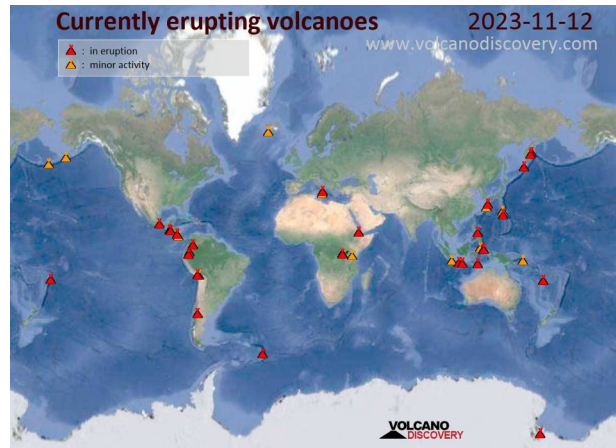 Currently erupting volcanoes 2023-11-12
www.volcanodiscovery.com
: in eruption
: minor activity
VOLCANO
DISCOVERY